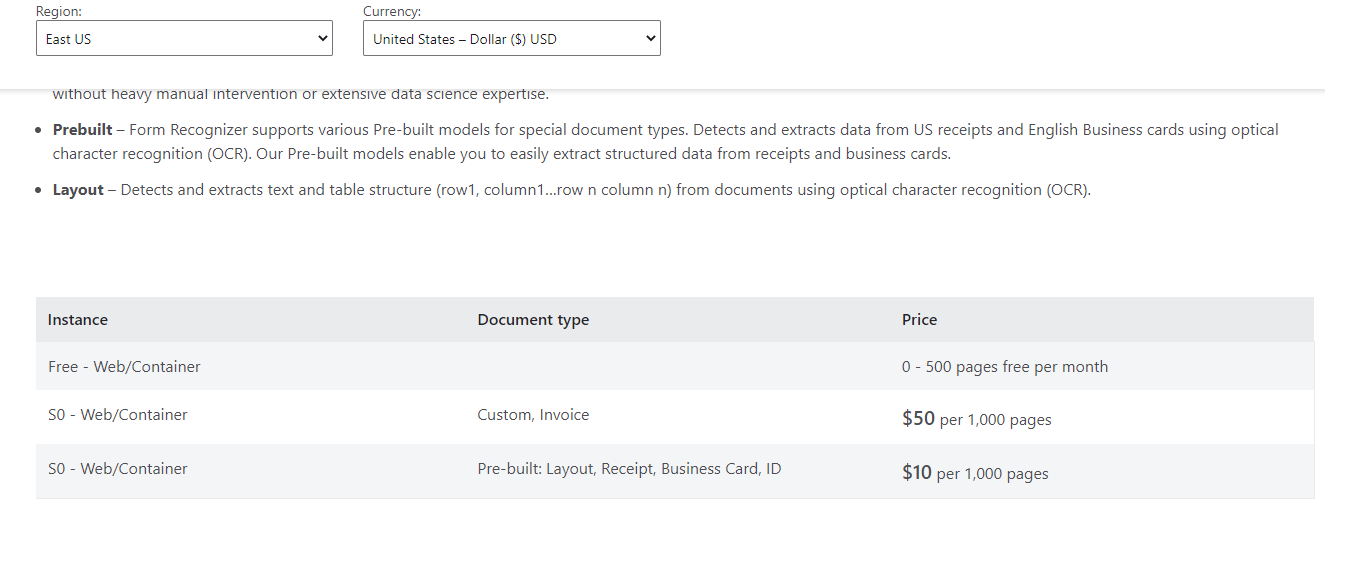 Region: Currency:
East US United States – Dollar ($) USD
without heavy manual intervention or extensive data science expertise.
• Prebuilt – Form Recognizer supports various Pre-built models for special document types. Detects and extracts data from US receipts and English Business cards using optical
character recognition (OCR). Our Pre-built models enable you to easily extract structured data from receipts and business cards.
• Layout – Detects and extracts text and table structure (row1, column1...row n column n) from documents using optical character recognition (OCR).
Instance Document type Price
Free - Web/Container 0 - 500 pages free per month
S0 - Web/Container Custom, Invoice $50 per 1,000 pages
S0 - Web/Container Pre-built: Layout, Receipt, Business Card, ID $10 per 1,000 pages